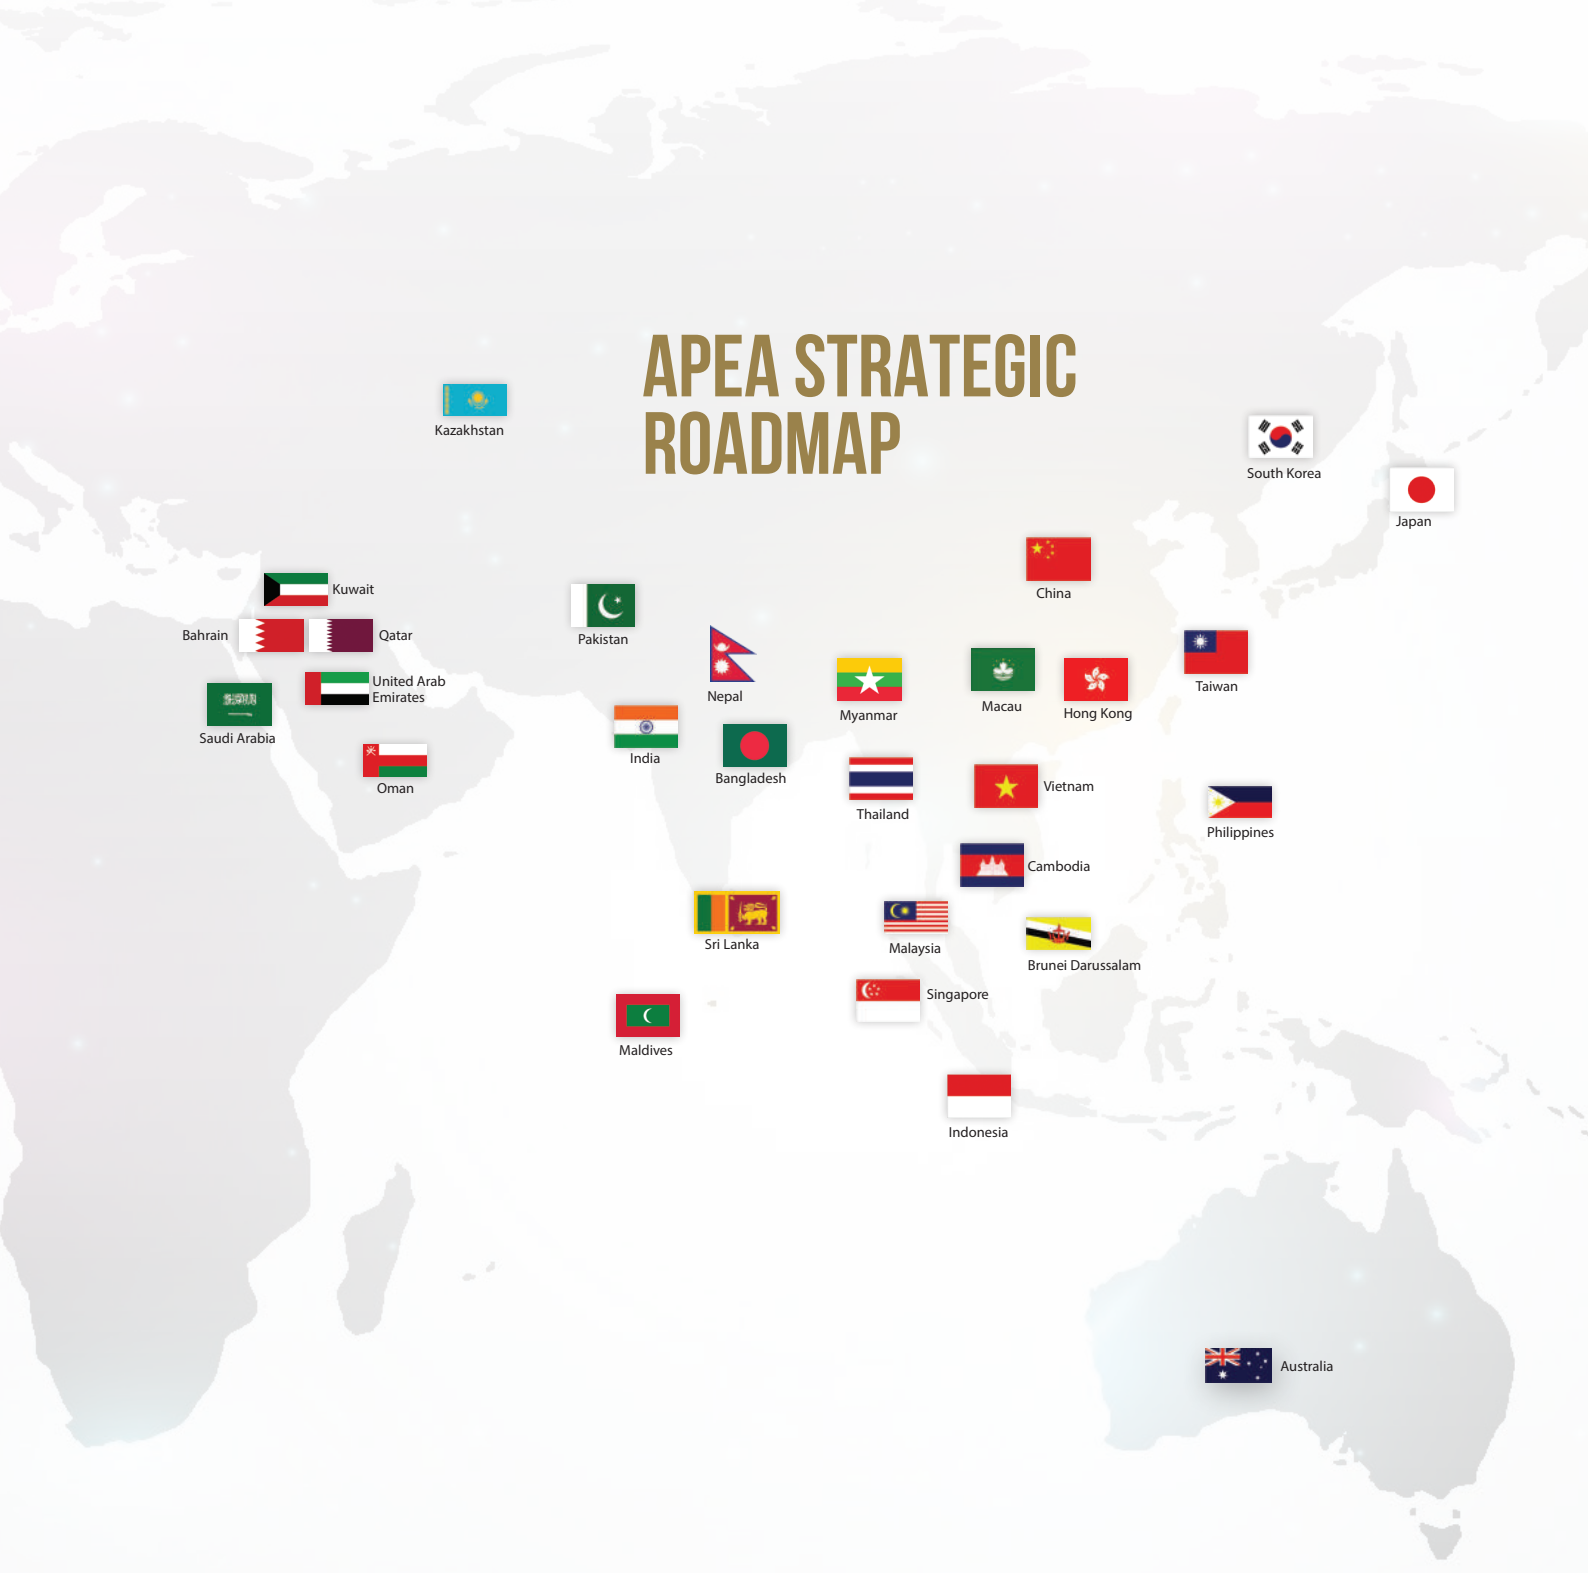 APEA STRATEGIC
ROADMAP
Kazakhstan
South Korea
Japan
Kuwait
China
Bahrain
Qatar
Pakistan
United Arab
Emirates
Nepal
Taiwan
Myanmar
Macau
Hong Kong
Saudi Arabia
India
Bangladesh
Oman
Thailand
Vietnam
Philippines
Cambodia
Sri Lanka
Malaysia
Brunei Darussalam
Singapore
Maldives
Indonesia
Australia